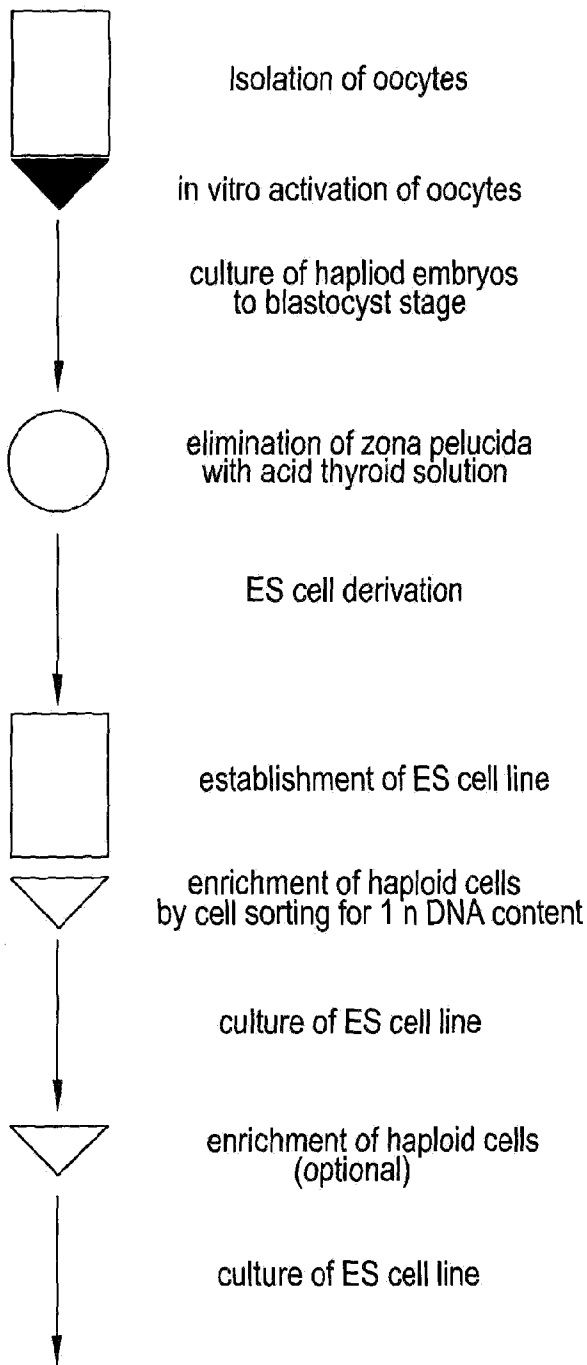 Isolation of oocytes
in vitro activation of oocytes
culture of hapliod embryos
to blastocyst stage
elimination of zona pelucida
with acid thyroid solution
ES cell derivation
establishment of ES cell line
enrichment of haploid cells
by cell sorting for 1 n DNA content
culture of ES cell line
enrichment of haploid cells
(optional)
culture of ES cell line